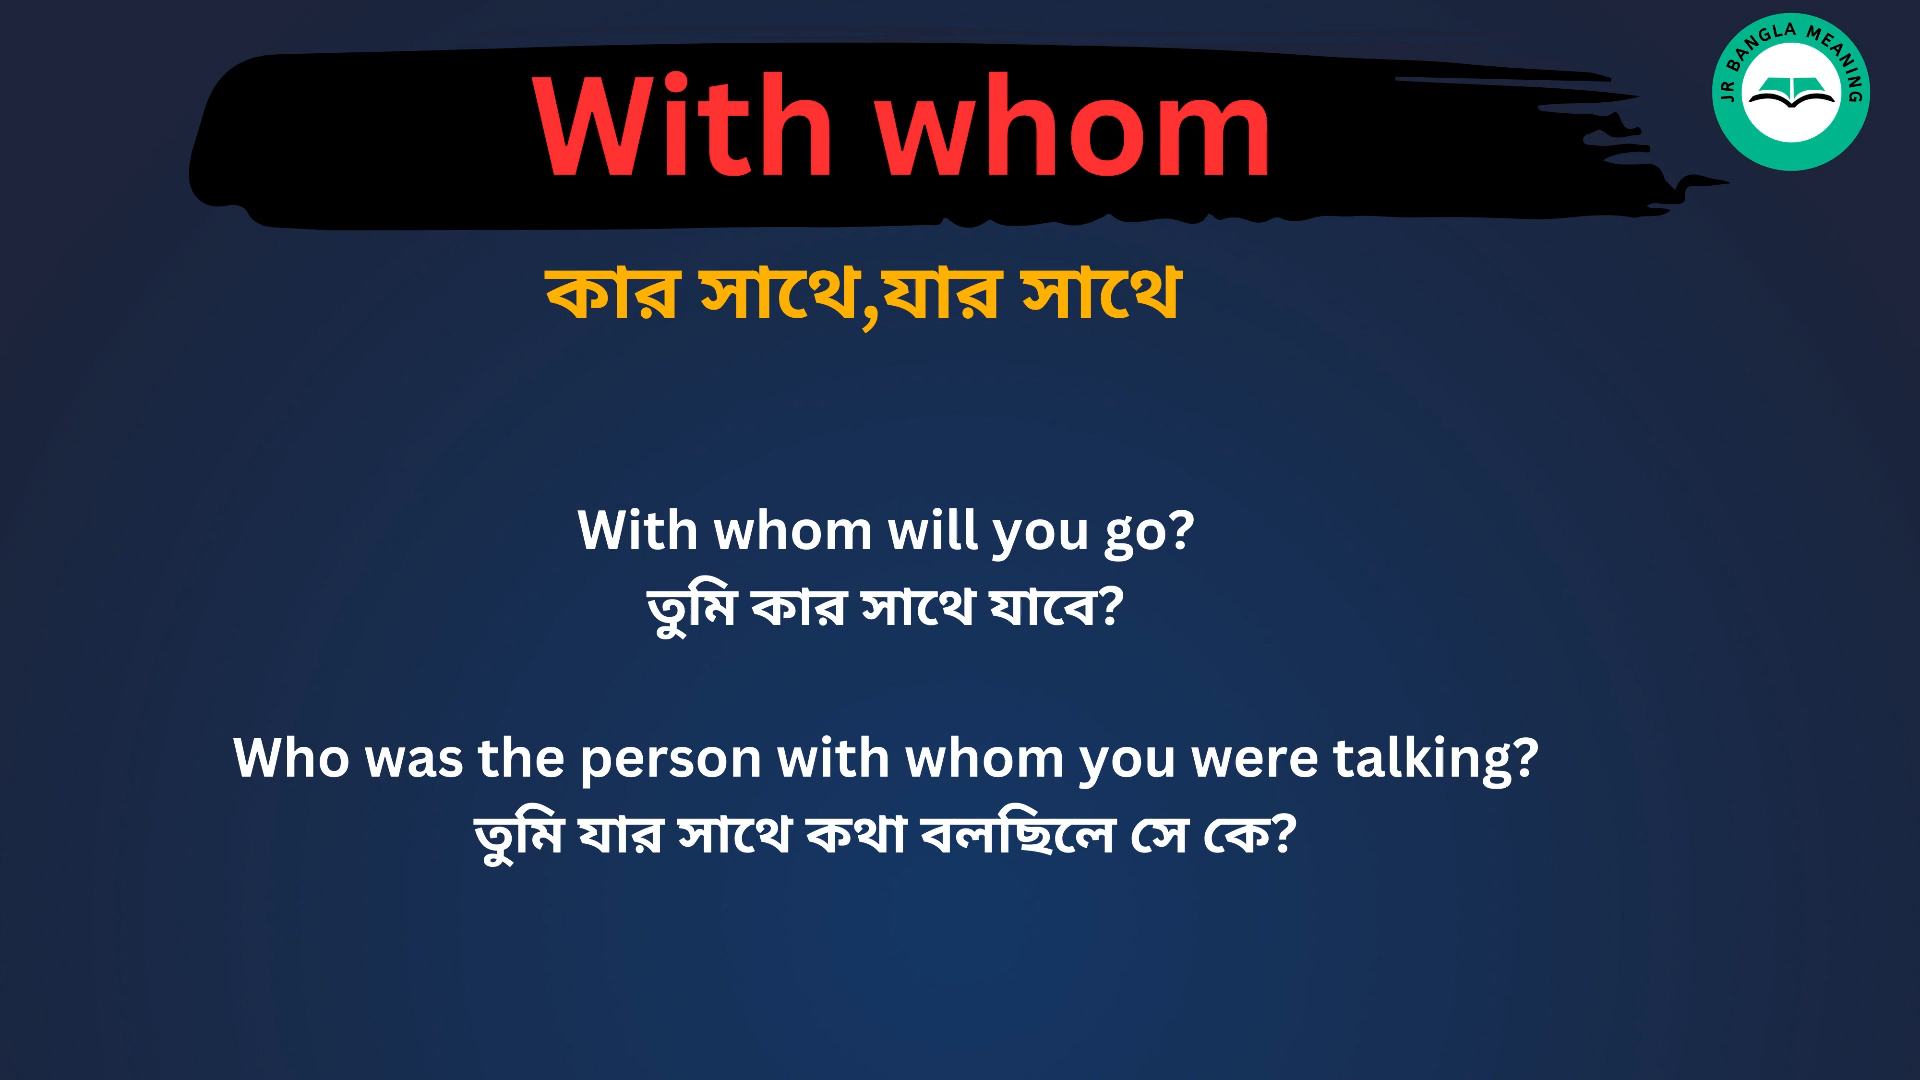 With whom
JR BANGLA MEANING
কার সাথে,যার সাথে
With whom will you go?
তুমি কার সাথে যাবে?
Who was the person with whom you were talking?
তুমি যার সাথে কথা বলছিলে সে কে?